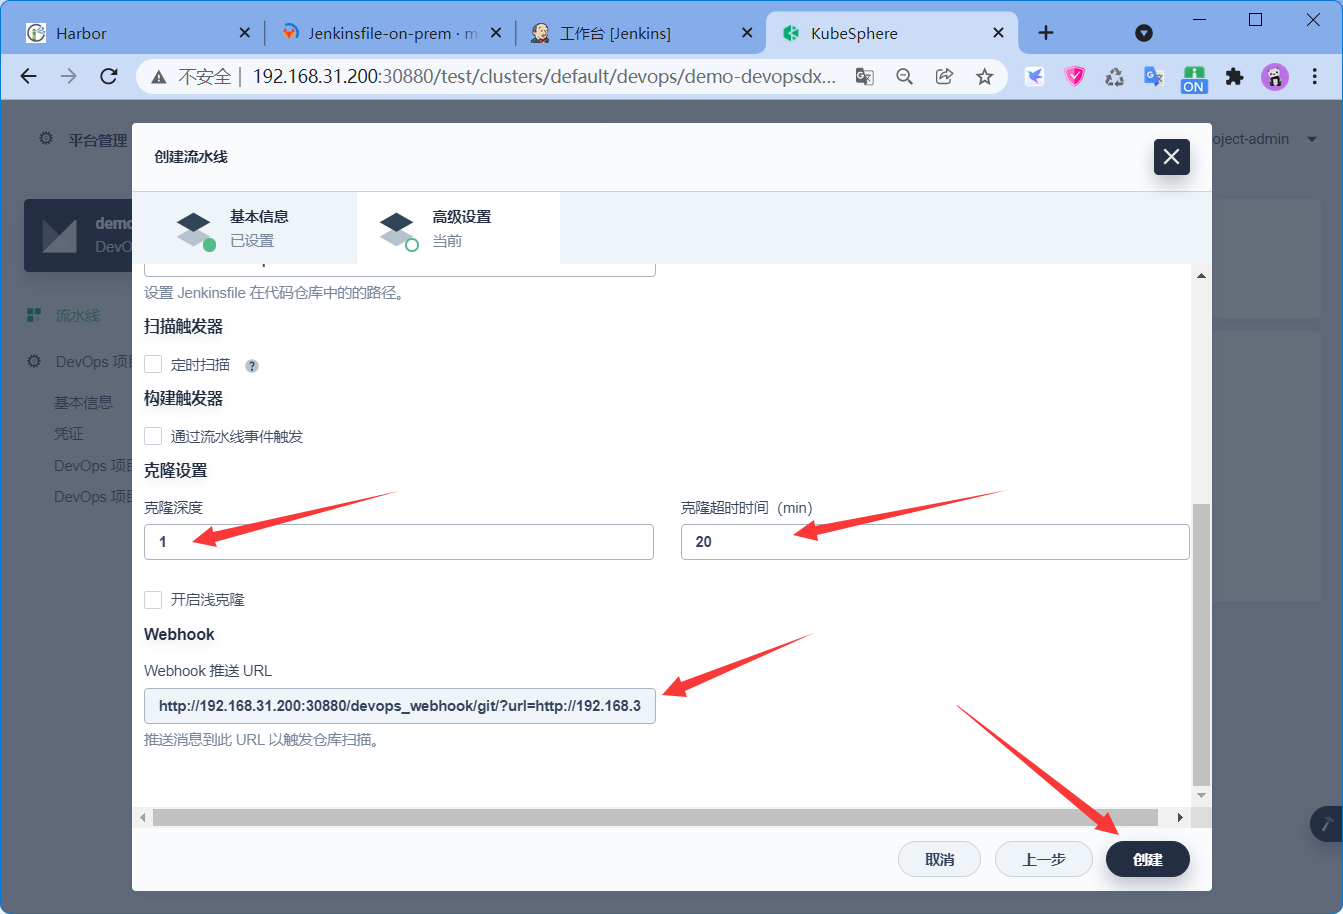 Harbor
Jenkinsfile-on-prem · m
工作台 [Jenkins]
KubeSphere
不安全
192.168.31.200:30880/test/clusters/default/devops/demo-devopsdx...
ON
平台管理
oject-admin
创建流水线
demo
DevO
基本信息
已设置
高级设置
当前
流水线
DevOps 项目
基本信息
凭证
DevOps 项目
DevOps 项目
设置 Jenkinsfile 在代码仓库中的的路径。
扫描触发器
定时扫描 ?
构建触发器
通过流水线事件触发
克隆设置
克隆深度
克隆超时时间（min）
1
20
开启浅克隆
Webhook
Webhook 推送 URL
http://192.168.31.200:30880/devops_webhook/git/?url=http://192.168.3
推送消息到此 URL 以触发仓库扫描。
取消
上一步
创建